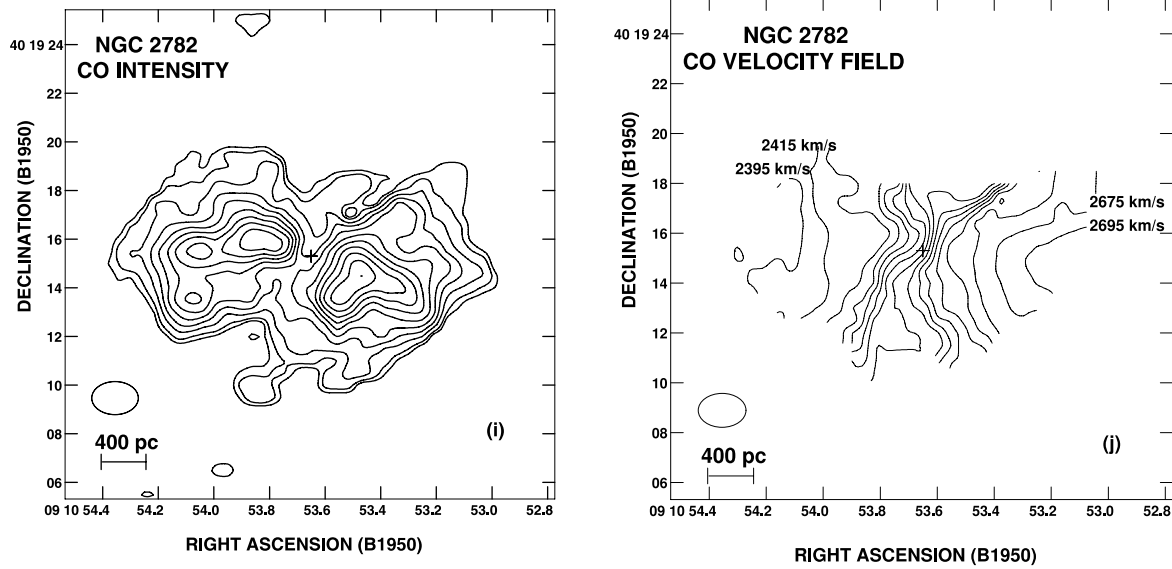 NGC 2782
CO INTENSITY
40 19 24
22
20
18
16
14
12
10
08
06
DECLINATION (B1950)
400 pc
(i)
09 10 54.4 54.2 54.0 53.8 53.6 53.4 53.2 53.0 52.8
RIGHT ASCENSION (B1950)
NGC 2782
CO VELOCITY FIELD
40 19 24
22
20
18
16
14
12
10
08
06
DECLINATION (B1950)
2415 km/s
2395 km/s
2675 km/s
2695 km/s
400 pc
(j)
09 10 54.4 54.2 54.0 53.8 53.6 53.4 53.2 53.0 52.8
RIGHT ASCENSION (B1950)